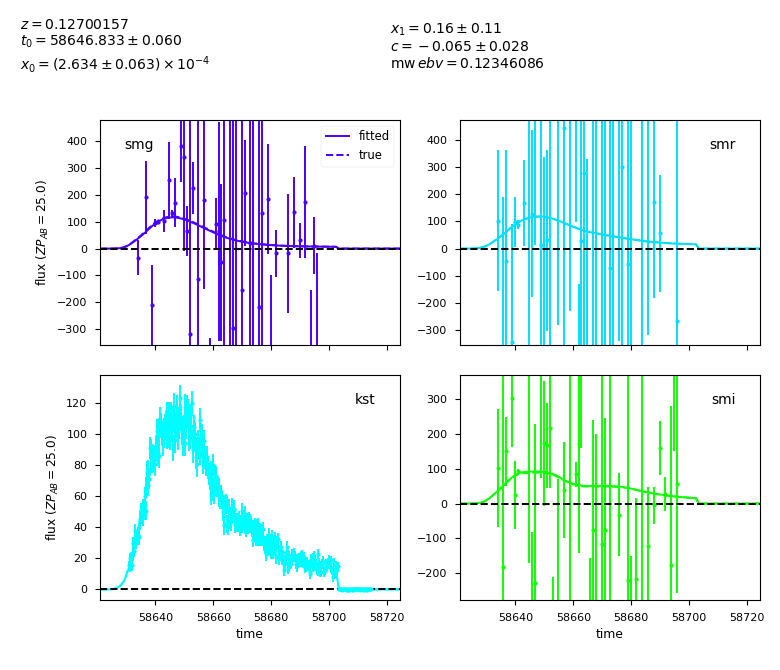 z = 0.12700157
t₀ = 58646.833 ± 0.060
x₀ = (2.634 ± 0.063) × 10⁻⁴
x₁ = 0.16 ± 0.11
c = −0.065 ± 0.028
mw ebv = 0.12346086
smg
fitted
true
400
300
200
100
0
−100
−200
−300
flux (ZP_AB = 25.0)
smr
400
300
200
100
0
−100
−200
−300
kst
120
100
80
60
40
20
0
flux (ZP_AB = 25.0)
58640 58660 58680 58700 58720
time
smi
300
200
100
0
−100
−200
58640 58660 58680 58700 58720
time